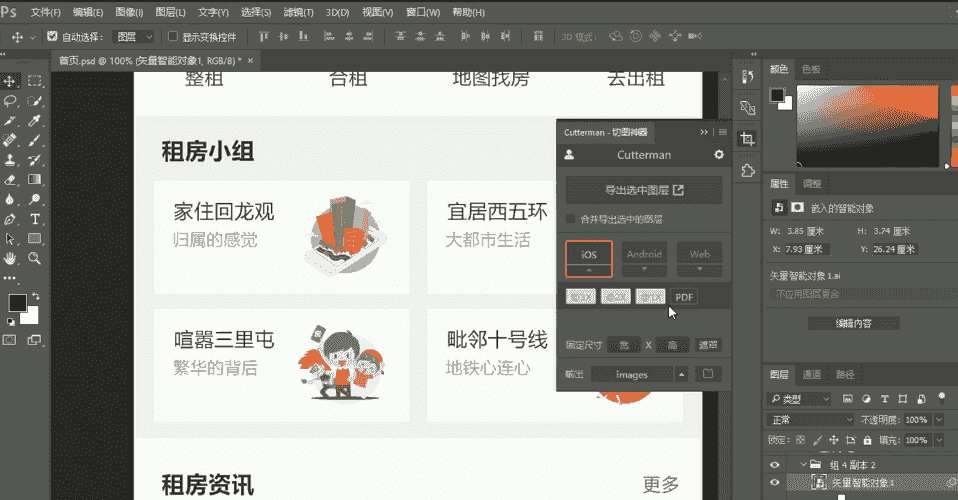 Ps 文件(F) 编辑(E) 图像(I) 图层(L) 文字(Y) 选择(S) 滤镜(T) 3D(D) 视图(V) 窗口(W) 帮助(H)
自动选择: 图层 显示变换控件 3D 模式:
首页.psd @ 100% (矢量智能对象1, RGB/8) * ×
整租 合租 地图找房 去出租
租房小组
家住回龙观
归属的感觉
宜居西五环
大都市生活
喧嚣三里屯
繁华的背后
毗邻十号线
地铁心连心
租房资讯 更多
Cutterman - 切图神器
Cutterman
导出选中图层
合并导出选中的图层
iOS Android Web
@3X @2X @1X PDF
固定尺寸 宽 X 高 遮罩
输出 images
颜色 色板
属性 调整
嵌入的智能对象
W: 3.85 厘米 H: 3.74 厘米
X: 7.93 厘米 Y: 26.24 厘米
矢量智能对象 1.ai
不应用图层复合
编辑内容
图层 通道 路径
类型
正常 不透明度: 100%
锁定: 填充: 100%
组 4 副本 2
矢量智能对象1